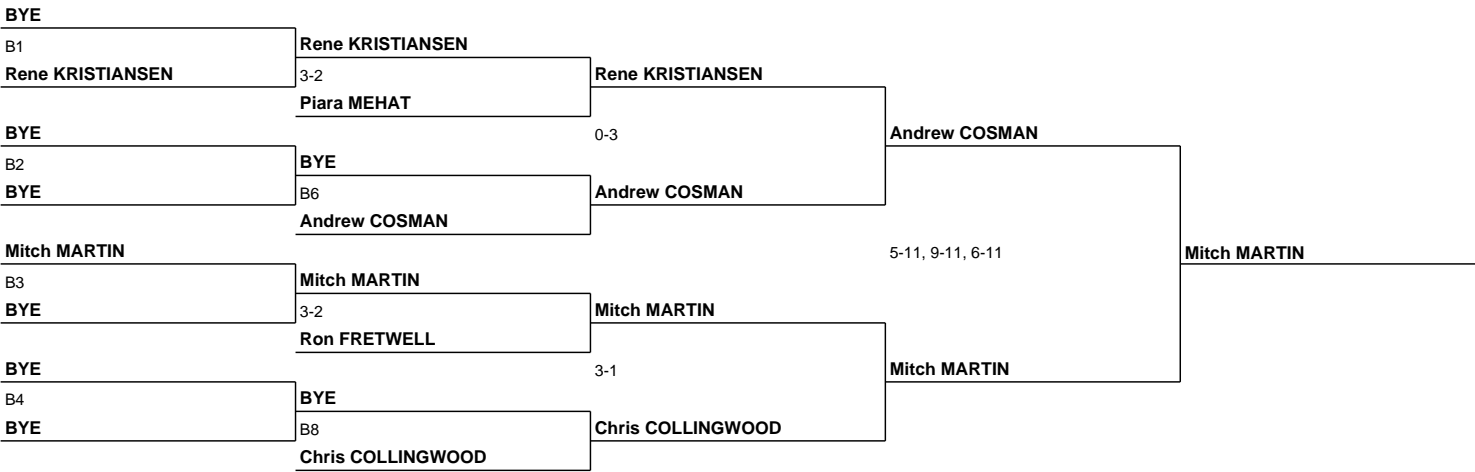 BYE
B1
Rene KRISTIANSEN
Rene KRISTIANSEN
3-2
Rene KRISTIANSEN
Piara MEHAT
BYE
0-3
Andrew COSMAN
B2
BYE
BYE
B6
Andrew COSMAN
Andrew COSMAN
Mitch MARTIN
5-11, 9-11, 6-11
Mitch MARTIN
B3
Mitch MARTIN
BYE
3-2
Mitch MARTIN
Ron FRETWELL
BYE
3-1
Mitch MARTIN
B4
BYE
BYE
B8
Chris COLLINGWOOD
Chris COLLINGWOOD